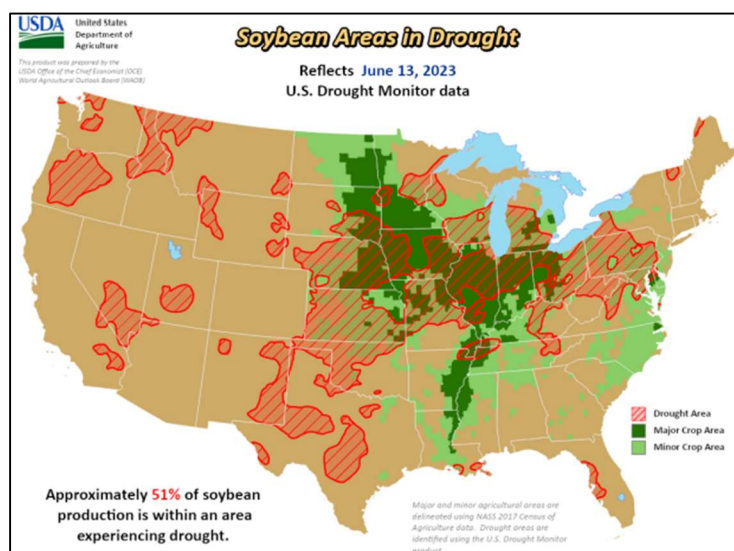 USDA
United States
Department of
Agriculture
This product was prepared by the
USDA Office of the Chief Economist (OCE)
World Agricultural Outlook Board (WAOB)
Soybean Areas in Drought
Reflects June 13, 2023
U.S. Drought Monitor data
Drought Area
Major Crop Area
Minor Crop Area
Approximately 51% of soybean
production is within an area
experiencing drought.
Major and minor agricultural areas are
delineated using NASS 2017 Census of
Agriculture data. Drought areas are
identified using the U.S. Drought Monitor
product.